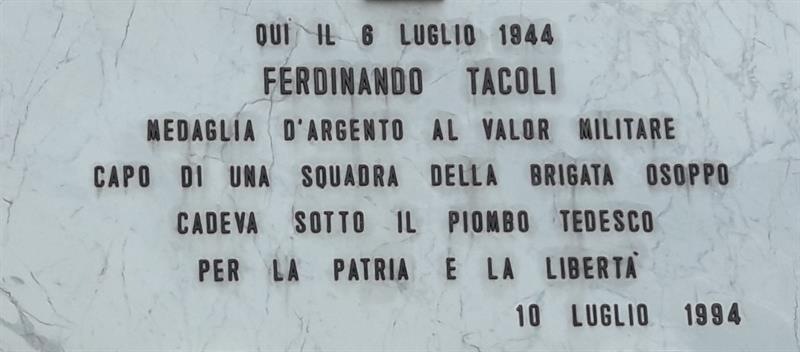 QUI IL 6 LUGLIO 1944
FERDINANDO TACOLI
MEDAGLIA D'ARGENTO AL VALOR MILITARE
CAPO DI UNA SQUADRA DELLA BRIGATA OSOPPO
CADEVA SOTTO IL PIOMBO TEDESCO
PER LA PATRIA E LA LIBERTÀ
10 LUGLIO 1994